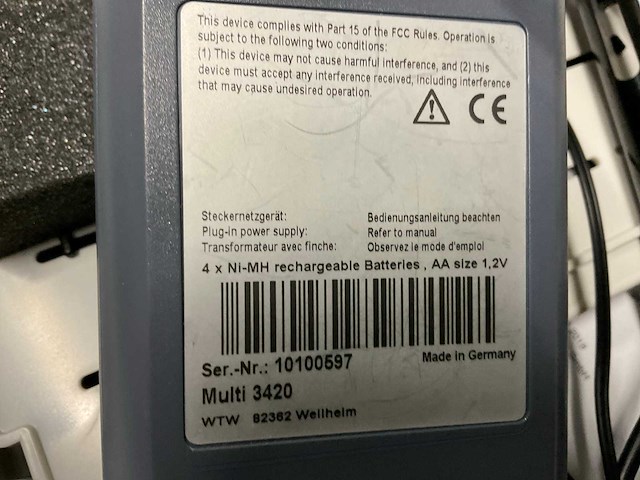 This device complies with Part 15 of the FCC Rules. Operation is
subject to the following two conditions:
(1) This device may not cause harmful interference, and (2) this
device must accept any interference received, including interference
that may cause undesired operation.
CE
Steckernetzgerät: Bedienungsanleitung beachten
Plug-in power supply: Refer to manual
Transformateur avec finche: Observez le mode d'emploi
4 x Ni-MH rechargeable Batteries , AA size 1,2V
Ser.-Nr.: 10100597 Made in Germany
Multi 3420
WTW 82362 Weilheim